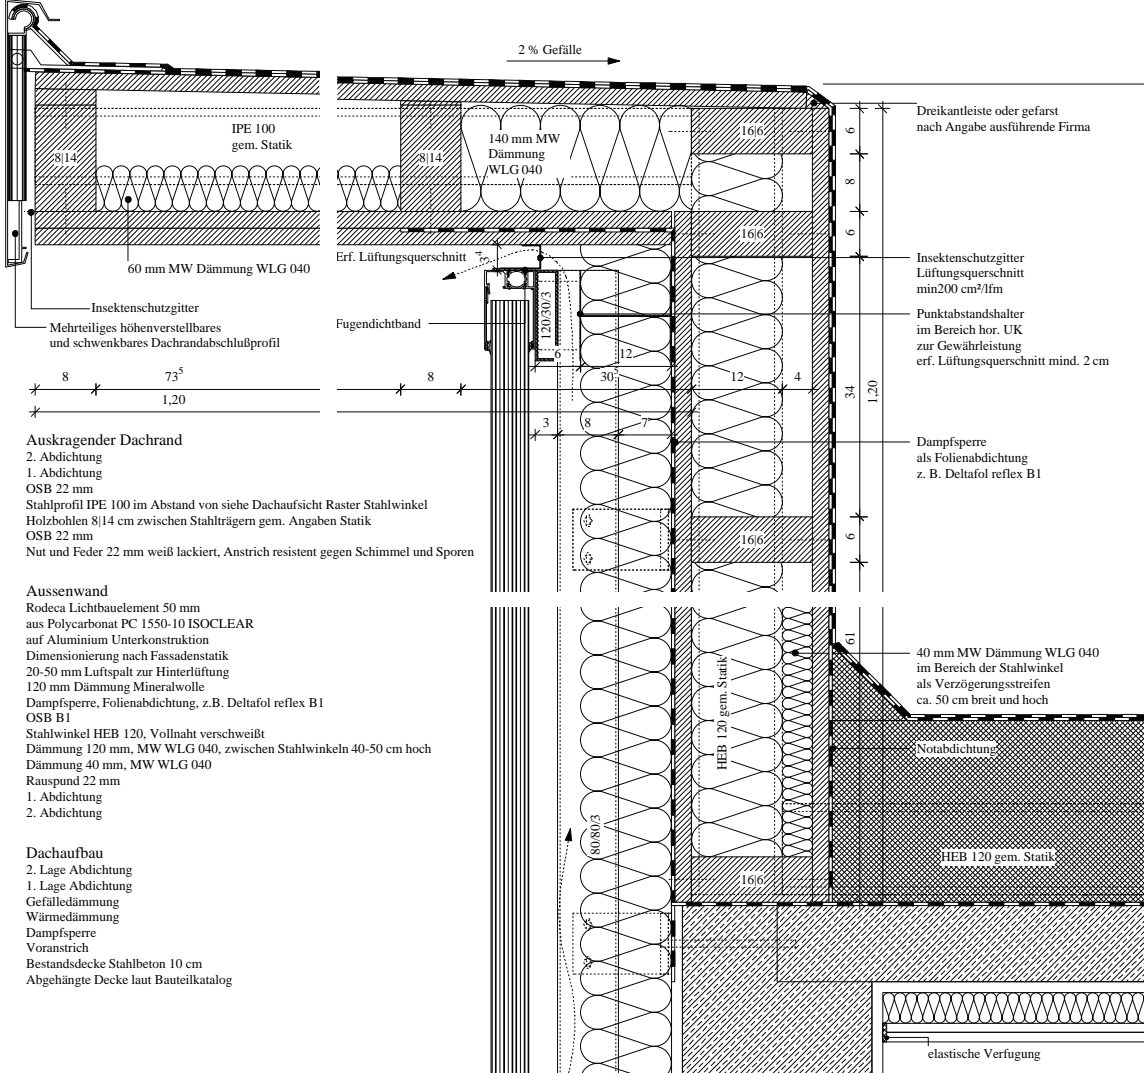 2 % Gefälle
Dreikantleiste oder gefarst
nach Angabe ausführende Firma
IPE 100
gem. Statik
140 mm MW
Dämmung
WLG 040
16|6
6
8|14
8|14
8
16|6
6
60 mm MW Dämmung WLG 040
Erf. Lüftungsquerschnitt
4,3
Insektenschutzgitter
Lüftungsquerschnitt
min200 cm²/lfm
Insektenschutzgitter
Mehrteiliges höhenverstellbares
und schwenkbares Dachrandabschlußprofil
Fugendichtband
120/30/3
Punktabstandshalter
im Bereich hor. UK
zur Gewährleistung
erf. Lüftungsquerschnitt mind. 2 cm
6
12
8
73⁵
8
30⁵
12
4
34
1,20
1,20
3
8
7
Auskragender Dachrand
2. Abdichtung
1. Abdichtung
OSB 22 mm
Stahlprofil IPE 100 im Abstand von siehe Dachaufsicht Raster Stahlwinkel
Holzbohlen 8|14 cm zwischen Stahlträgern gem. Angaben Statik
OSB 22 mm
Nut und Feder 22 mm weiß lackiert, Anstrich resistent gegen Schimmel und Sporen
Dampfsperre
als Folienabdichtung
z. B. Deltafol reflex B1
16|6
6
Aussenwand
Rodeca Lichtbauelement 50 mm
aus Polycarbonat PC 1550-10 ISOCLEAR
auf Aluminium Unterkonstruktion
Dimensionierung nach Fassadenstatik
20-50 mm Luftspalt zur Hinterlüftung
120 mm Dämmung Mineralwolle
Dampfsperre, Folienabdichtung, z.B. Deltafol reflex B1
OSB B1
Stahlwinkel HEB 120, Vollnaht verschweißt
Dämmung 120 mm, MW WLG 040, zwischen Stahlwinkeln 40-50 cm hoch
Dämmung 40 mm, MW WLG 040
Rauspund 22 mm
1. Abdichtung
2. Abdichtung
61
40 mm MW Dämmung WLG 040
im Bereich der Stahlwinkel
als Verzögerungsstreifen
ca. 50 cm breit und hoch
HEB 120 gem. Statik
Notabdichtung
80/80/3
HEB 120 gem. Statik
16|6
Dachaufbau
2. Lage Abdichtung
1. Lage Abdichtung
Gefälledämmung
Wärmedämmung
Dampfsperre
Voranstrich
Bestandsdecke Stahlbeton 10 cm
Abgehängte Decke laut Bauteilkatalog
elastische Verfugung